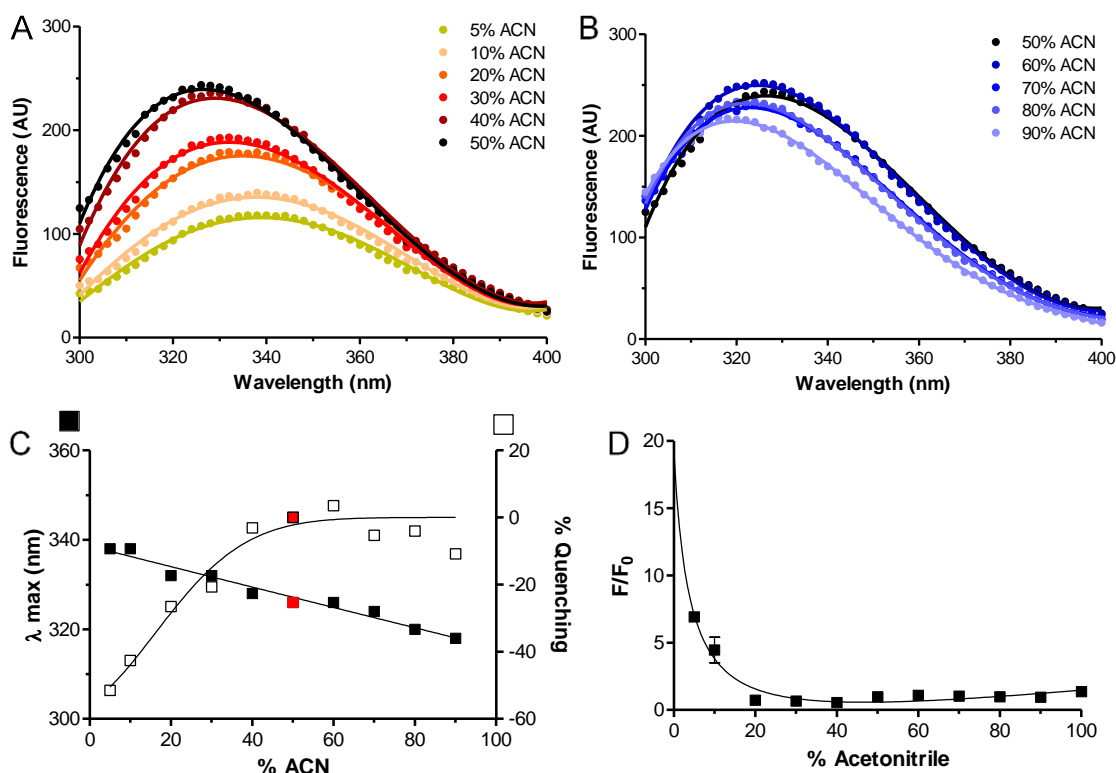 A
300
200
100
0
Fluorescence (AU)
5% ACN
10% ACN
20% ACN
30% ACN
40% ACN
50% ACN
300 320 340 360 380 400
Wavelength (nm)
B
300
200
100
0
Fluorescence (AU)
50% ACN
60% ACN
70% ACN
80% ACN
90% ACN
300 320 340 360 380 400
Wavelength (nm)
C
360
340
320
300
λ max (nm)
20
0
-20
-40
-60
% Quenching
0 20 40 60 80 100
% ACN
D
20
15
10
5
0
F/F₀
0 20 40 60 80 100
% Acetonitrile